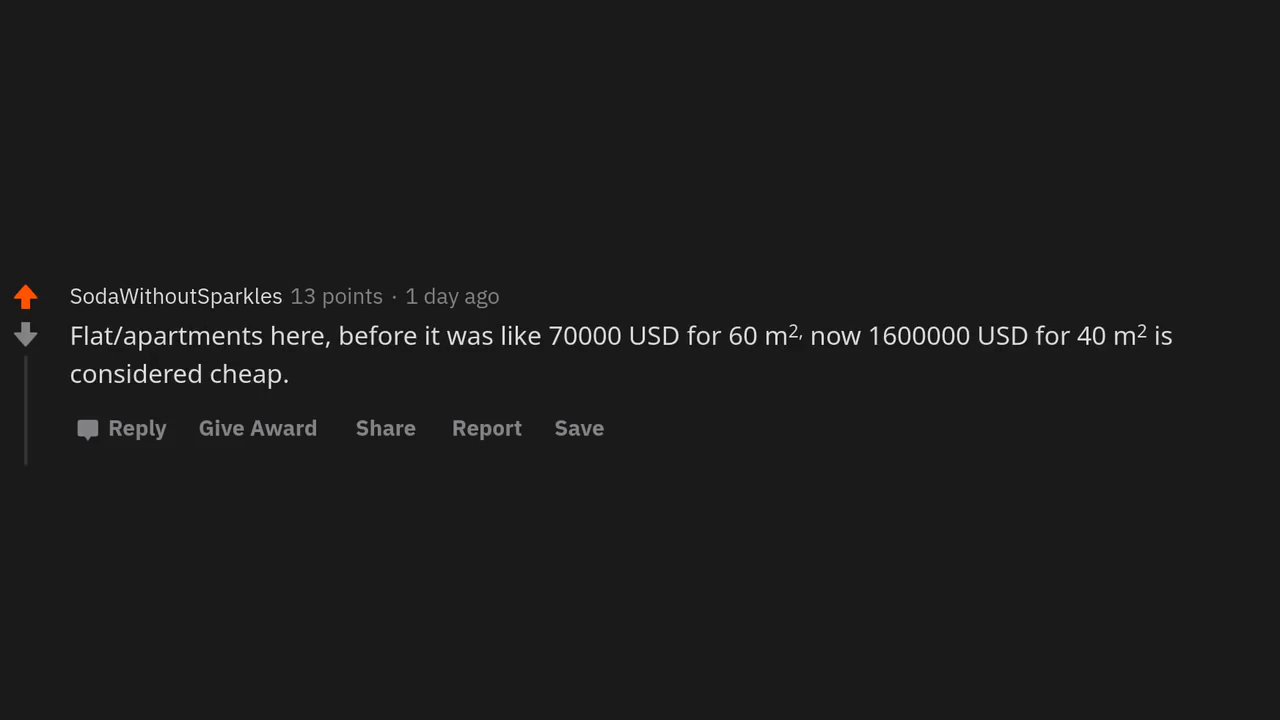 SodaWithoutSparkles 13 points · 1 day ago
Flat/apartments here, before it was like 70000 USD for 60 m², now 1600000 USD for 40 m² is
considered cheap.
Reply Give Award Share Report Save